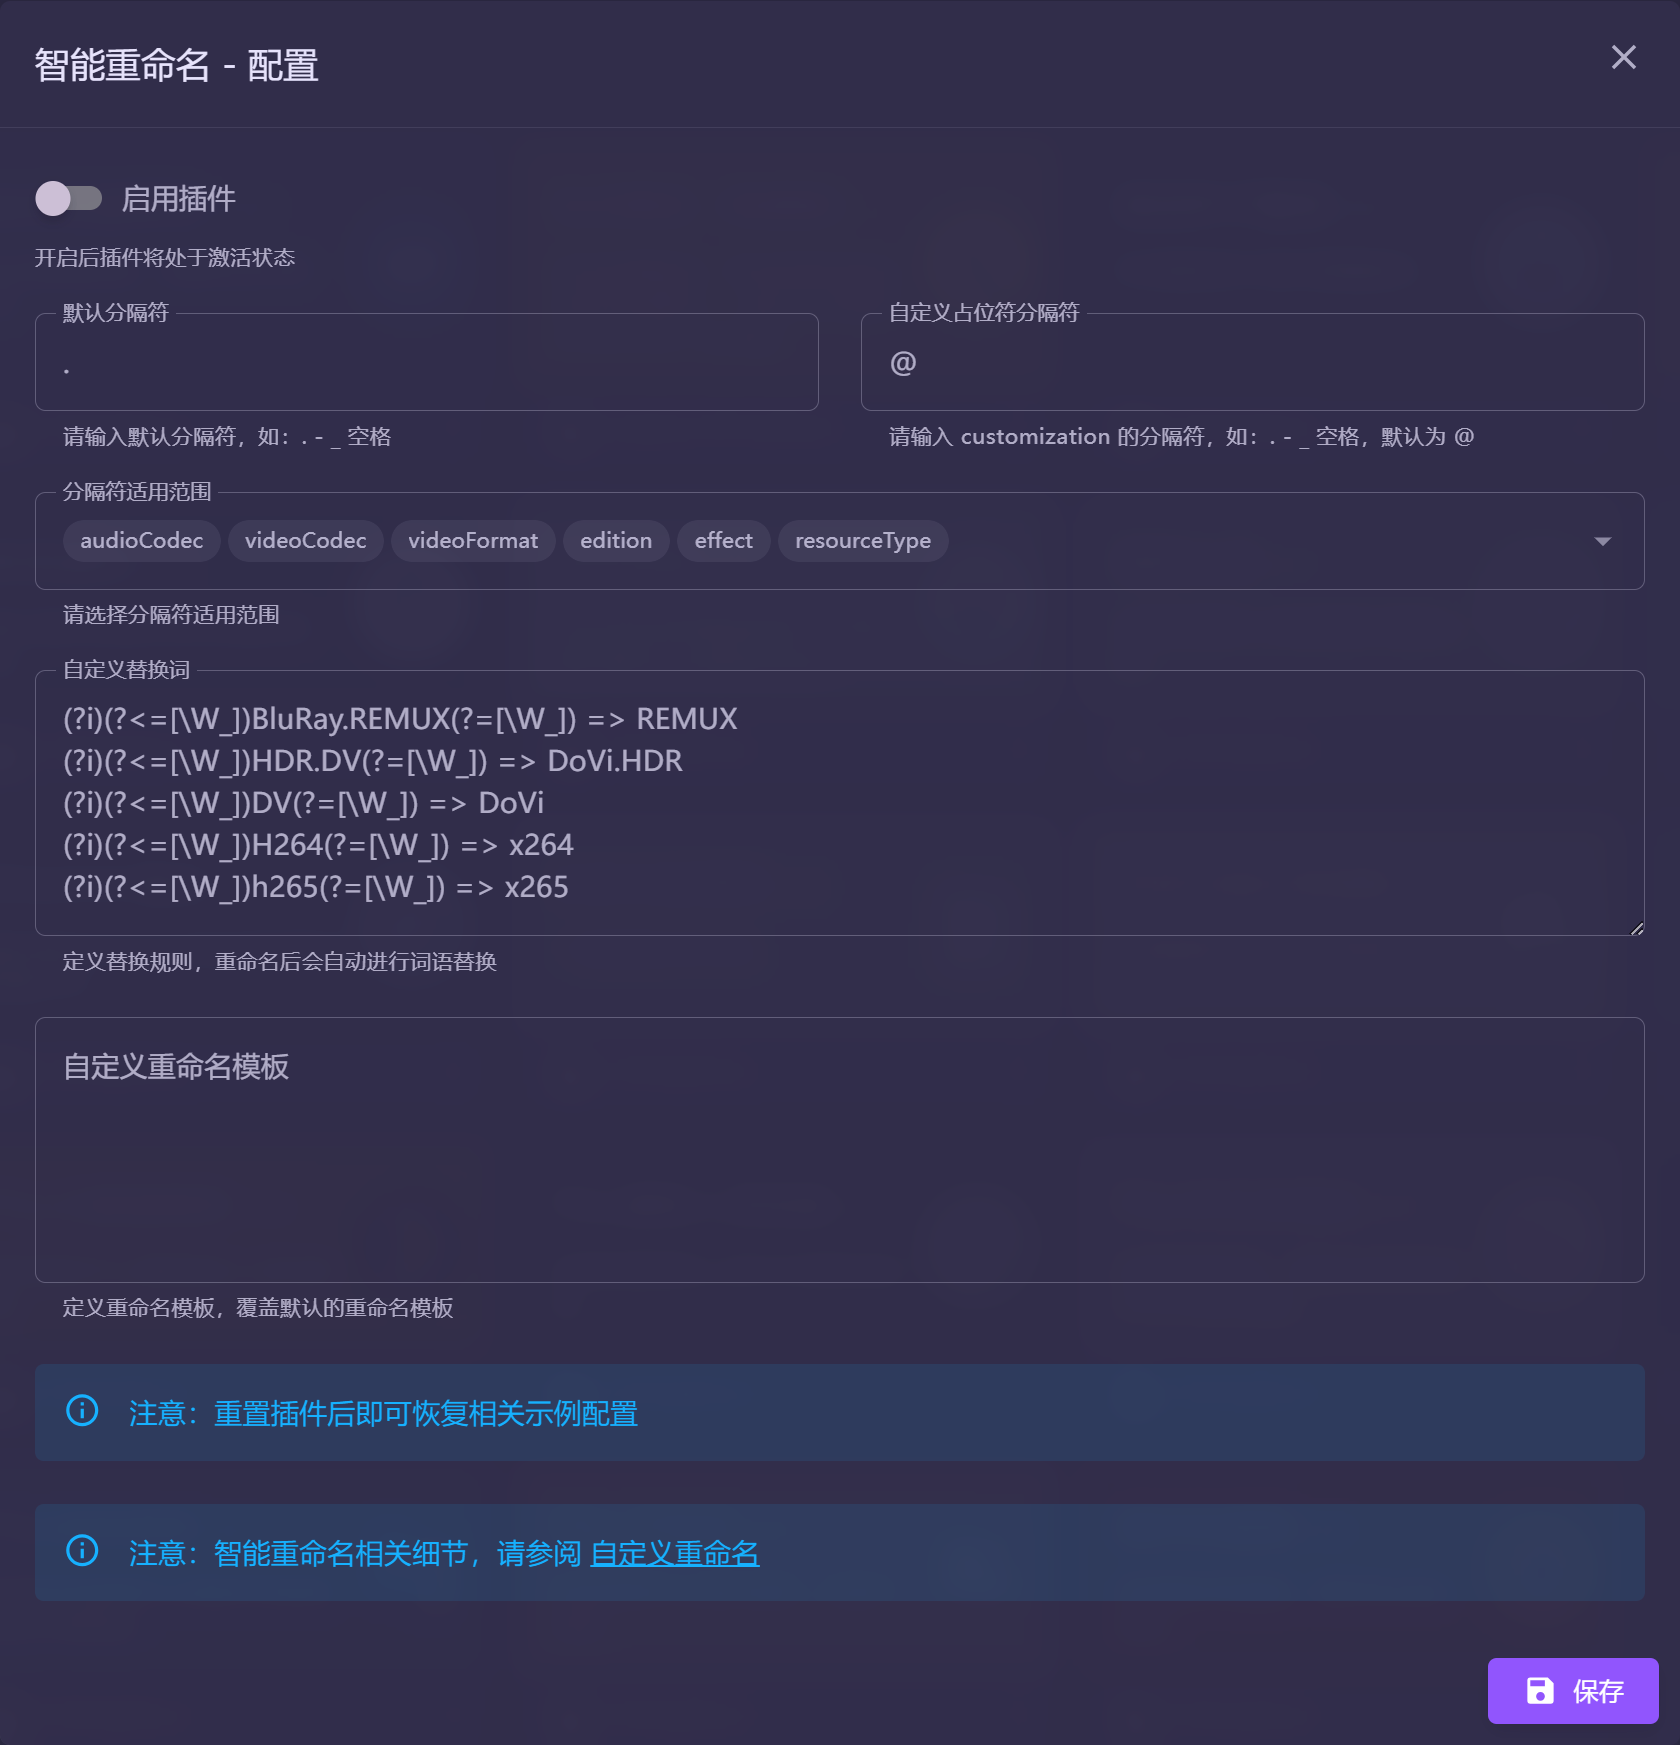 智能重命名 - 配置
启用插件
开启后插件将处于激活状态
默认分隔符
.
请输入默认分隔符，如：. - _ 空格
自定义占位符分隔符
@
请输入 customization 的分隔符，如：. - _ 空格，默认为 @
分隔符适用范围
audioCodec videoCodec videoFormat edition effect resourceType
请选择分隔符适用范围
自定义替换词
(?i)(?<=[\W_])BluRay.REMUX(?=[\W_]) => REMUX
(?i)(?<=[\W_])HDR.DV(?=[\W_]) => DoVi.HDR
(?i)(?<=[\W_])DV(?=[\W_]) => DoVi
(?i)(?<=[\W_])H264(?=[\W_]) => x264
(?i)(?<=[\W_])h265(?=[\W_]) => x265
定义替换规则，重命名后会自动进行词语替换
自定义重命名模板
定义重命名模板，覆盖默认的重命名模板
注意：重置插件后即可恢复相关示例配置
注意：智能重命名相关细节，请参阅 自定义重命名
保存